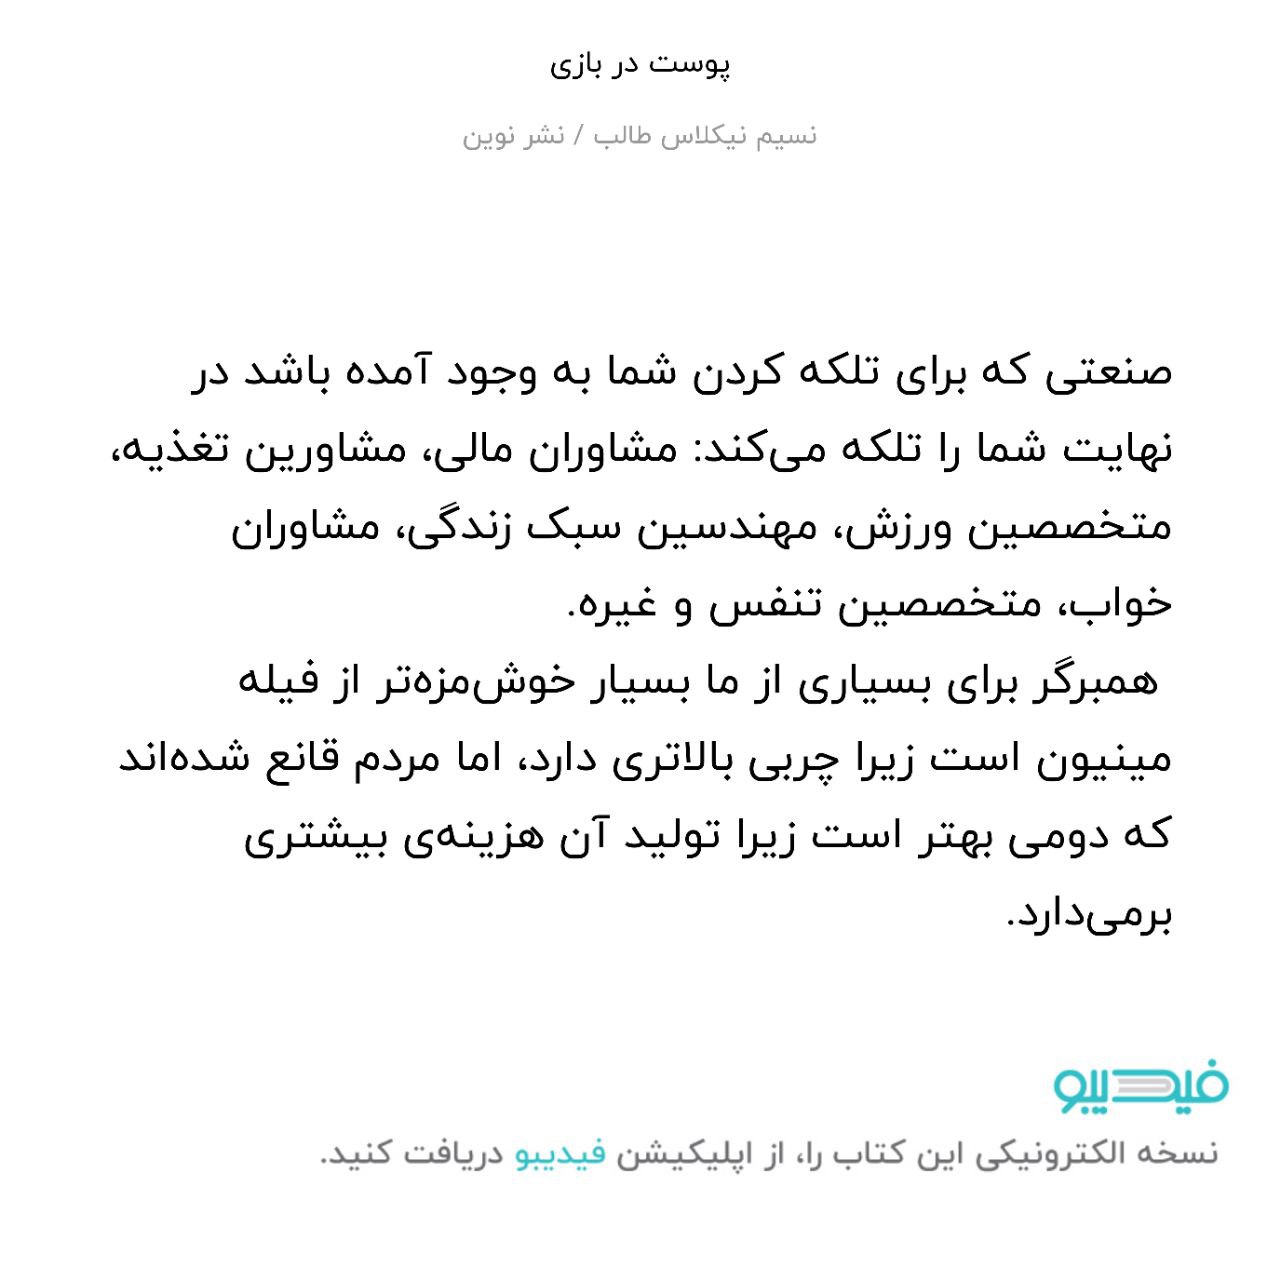 پوست در بازی
نسیم نیکلاس طالب / نشر نوین
صنعتی که برای تلکه کردن شما به وجود آمده باشد در
نهایت شما را تلکه می‌کند: مشاوران مالی، مشاورین تغذیه،
متخصصین ورزش، مهندسین سبک زندگی، مشاوران
خواب، متخصصین تنفس و غیره.
همبرگر برای بسیاری از ما بسیار خوش‌مزه‌تر از فیله
مینیون است زیرا چربی بالاتری دارد، اما مردم قانع شده‌اند
که دومی بهتر است زیرا تولید آن هزینه‌ی بیشتری
برمی‌دارد.
فیدیبو
نسخه الکترونیکی این کتاب را، از اپلیکیشن فیدیبو دریافت کنید.